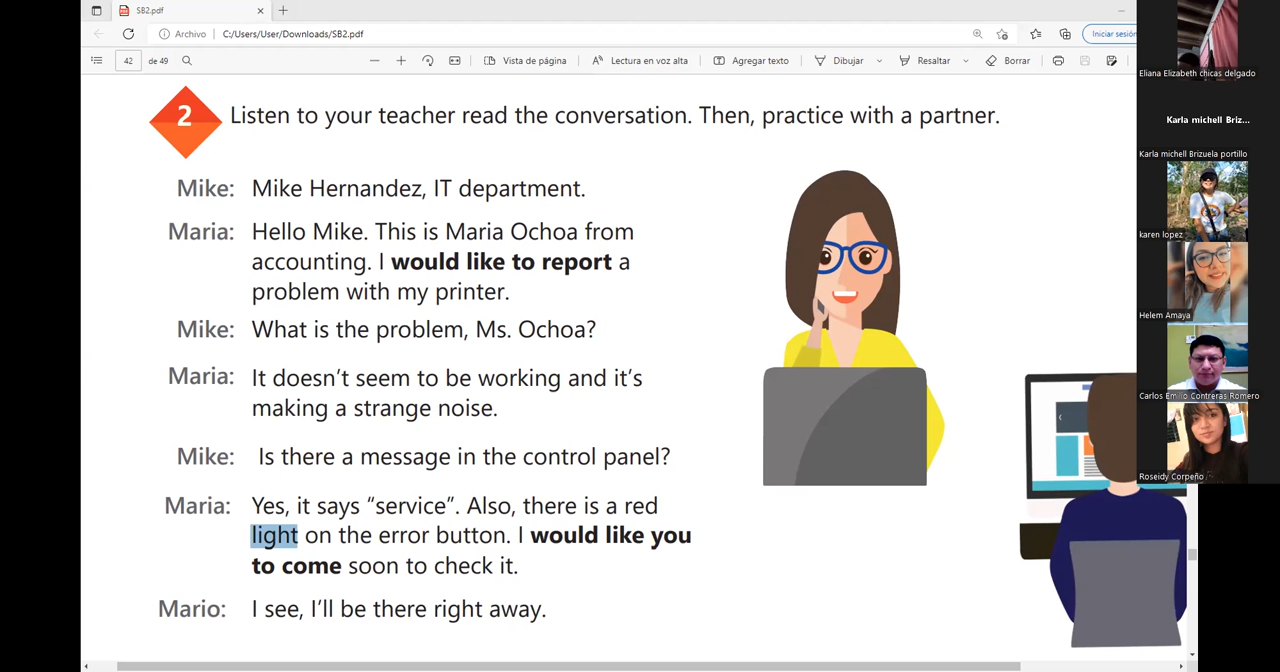 SB2.pdf
Archivo C:/Users/User/Downloads/SB2.pdf
Iniciar sesión
42 de 49
Vista de página
Lectura en voz alta
Agregar texto
Dibujar
Resaltar
Borrar
2 Listen to your teacher read the conversation. Then, practice with a partner.
Mike: Mike Hernandez, IT department.
Maria: Hello Mike. This is Maria Ochoa from
accounting. I would like to report a
problem with my printer.
Mike: What is the problem, Ms. Ochoa?
Maria: It doesn’t seem to be working and it’s
making a strange noise.
Mike: Is there a message in the control panel?
Maria: Yes, it says “service”. Also, there is a red
light on the error button. I would like you
to come soon to check it.
Mario: I see, I’ll be there right away.
Eliana Elizabeth chicas delgado
Karla michell Briz...
Karla michell Brizuela portillo
karen lopez
Helem Amaya
Carlos Emilio Contreras Romero
Roseidy Corpeño